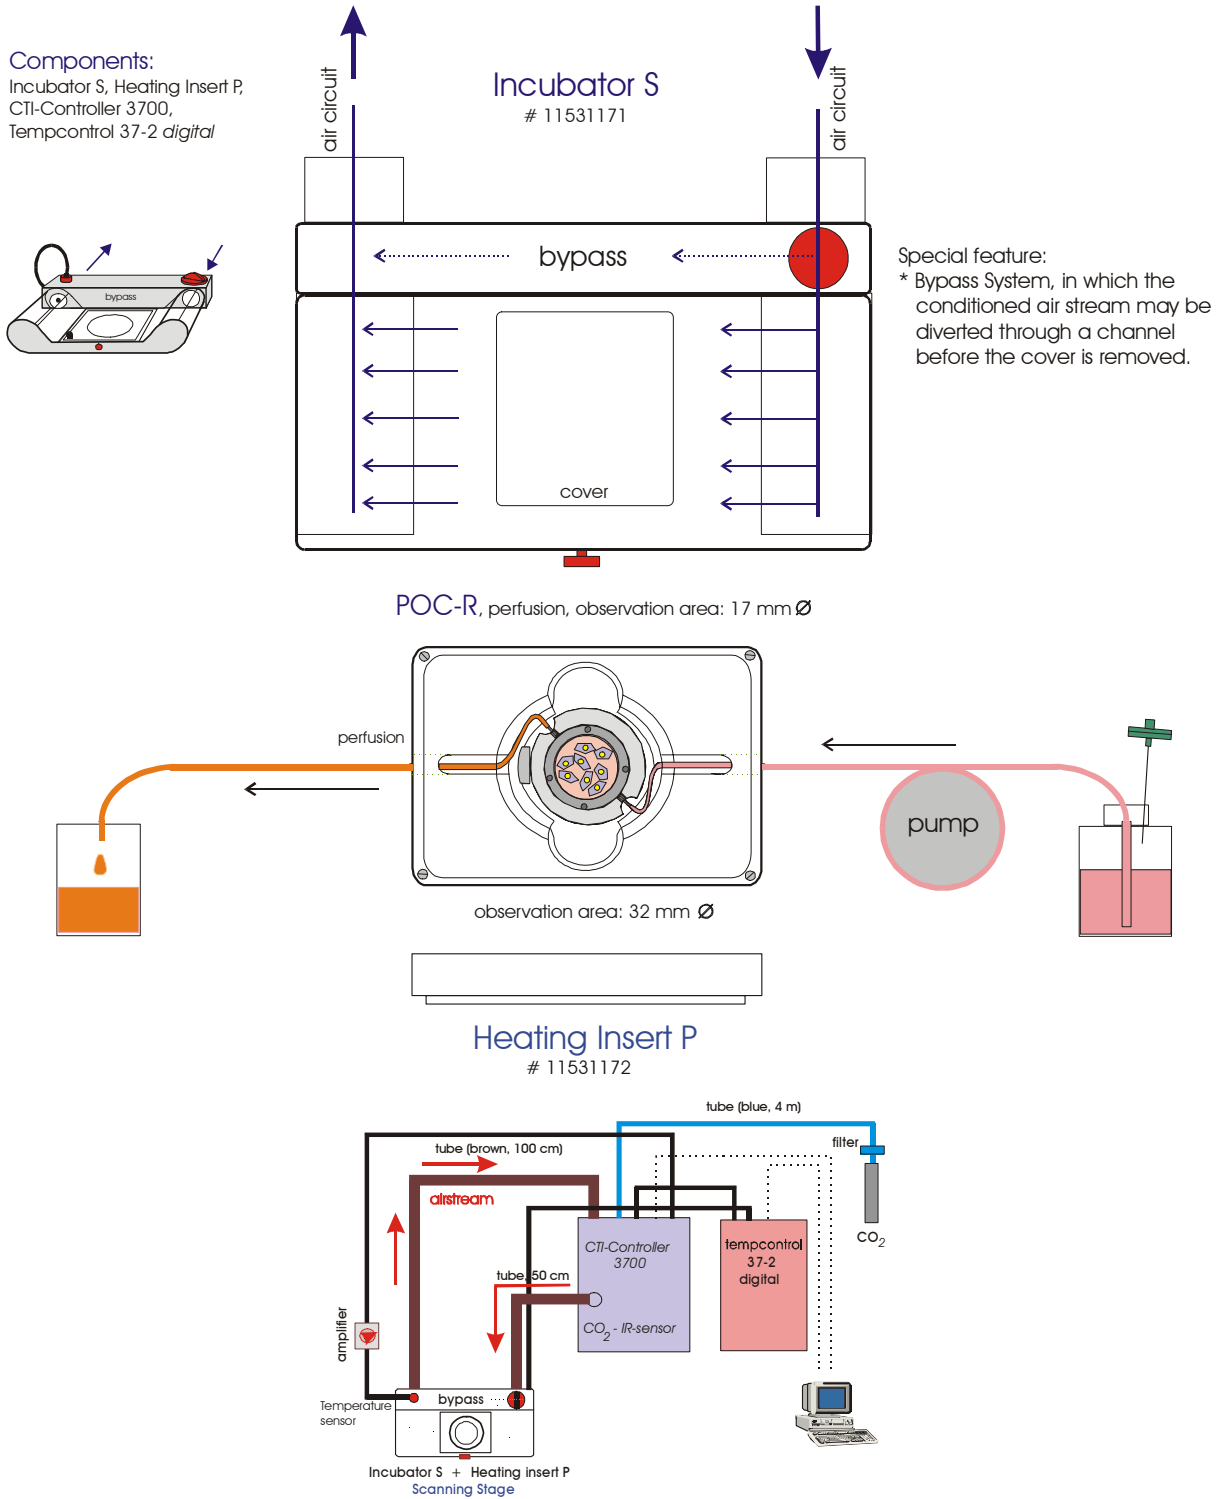 Components:
Incubator S, Heating Insert P,
CTI-Controller 3700,
Tempcontrol 37-2 digital
air circuit
Incubator S
# 11531171
air circuit
bypass
bypass
Special feature:
* Bypass System, in which the
conditioned air stream may be
diverted through a channel
before the cover is removed.
cover
POC-R, perfusion, observation area: 17 mm Ø
perfusion
pump
observation area: 32 mm Ø
Heating Insert P
# 11531172
tube (blue, 4 m)
tube (brown, 100 cm)
filter
airstream
CO2
CTI-Controller
3700
tempcontrol
37-2
digital
tube, 50 cm
CO2 - IR-sensor
amplifier
Temperature
sensor
bypass
Incubator S + Heating insert P
Scanning Stage